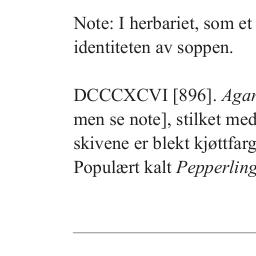 Note: I herbariet, som et
identiteten av soppen.
DCCCXCVI [896]. Agar
men se note], stilket med
skivene er blekt kjøttfarg
Populært kalt Pepperling